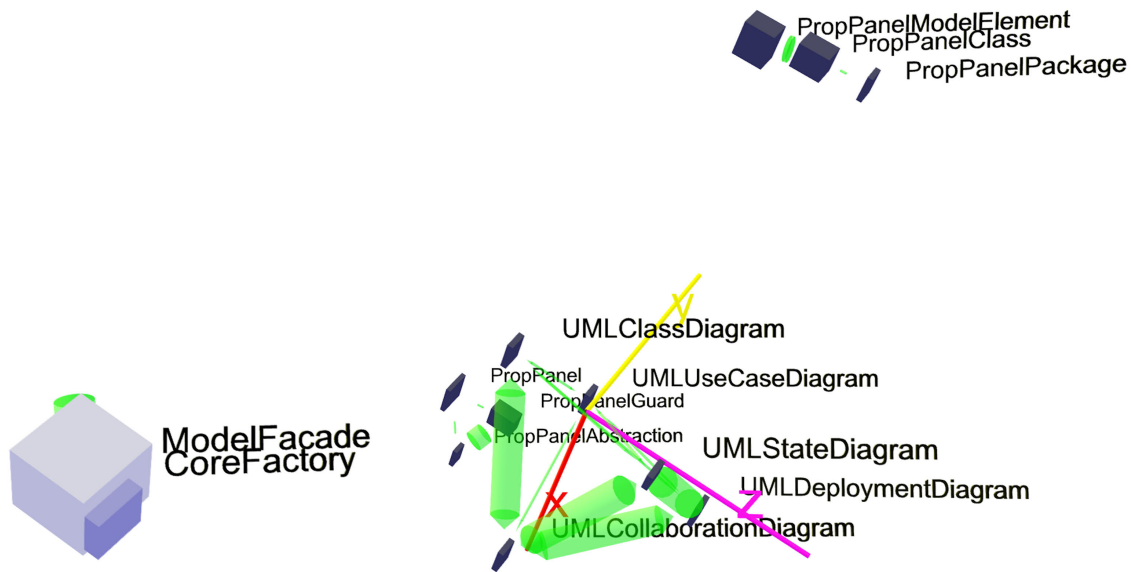 PropPanelModelElement
PropPanelClass
PropPanelPackage
y
UMLClassDiagram
PropPanel
UMLUseCaseDiagram
PropPanelGuard
ModelFacade
PropPanelAbstraction
CoreFactory
UMLStateDiagram
UMLDeploymentDiagram
Z
X
UMLCollaborationDiagram